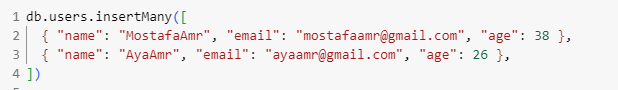 1 db.users.insertMany([
2 { "name": "MostafaAmr", "email": "mostafaamr@gmail.com", "age": 38 },
3 { "name": "AyaAmr", "email": "ayaamr@gmail.com", "age": 26 },
4 ])